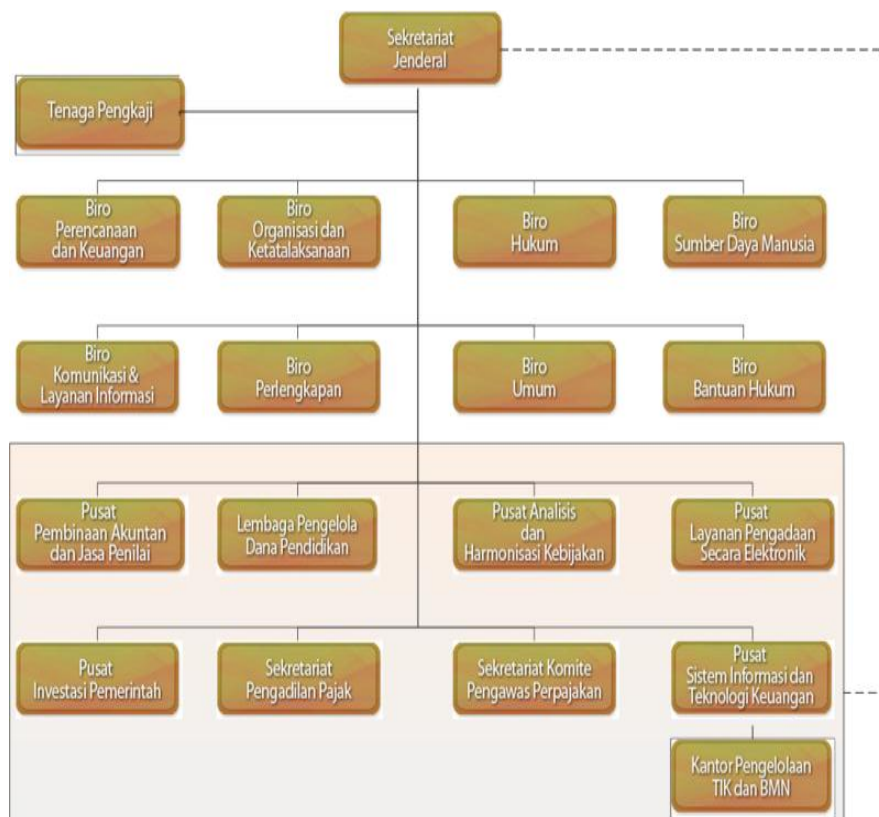 Sekretariat
Jenderal
Tenaga Pengkaji
Biro
Perencanaan
dan Keuangan
Biro
Organisasi dan
Ketatalaksanaan
Biro
Hukum
Biro
Sumber Daya Manusia
Biro
Komunikasi &
Layanan Informasi
Biro
Perlengkapan
Biro
Umum
Biro
Bantuan Hukum
Pusat
Pembinaan Akuntan
dan Jasa Penilai
Lembaga Pengelola
Dana Pendidikan
Pusat Analisis
dan
Harmonisasi Kebijakan
Pusat
Layanan Pengadaan
Secara Elektronik
Pusat
Investasi Pemerintah
Sekretariat
Pengadilan Pajak
Sekretariat Komite
Pengawas Perpajakan
Pusat
Sistem Informasi dan
Teknologi Keuangan
Kantor Pengelolaan
TIK dan BMN